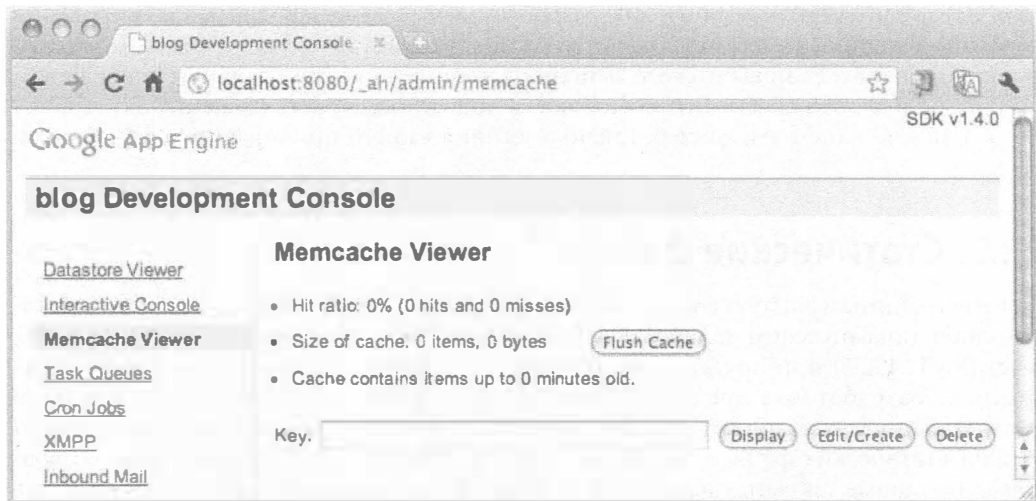 blog Development Console
localhost:8080/_ah/admin/memcache
SDK v1.4.0
Google App Engine
blog Development Console
Datastore Viewer
Interactive Console
Memcache Viewer
Task Queues
Cron Jobs
XMPP
Inbound Mail
Memcache Viewer
• Hit ratio: 0% (0 hits and 0 misses)
• Size of cache. 0 items, 0 bytes Flush Cache
• Cache contains items up to 0 minutes old.
Key. Display Edit/Create Delete